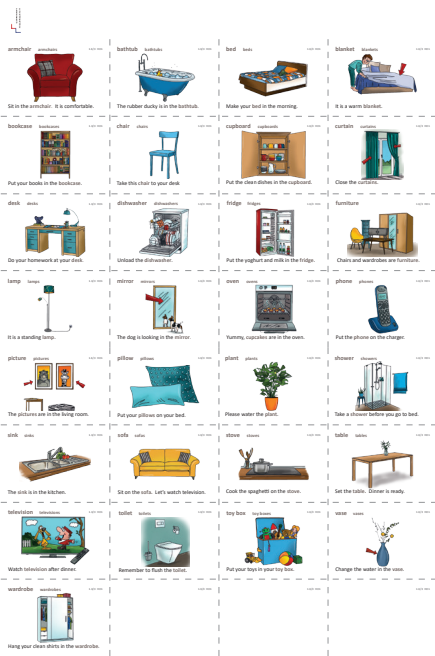 armchair armchairs
Sit in the armchair. It is comfortable.
bathtub bathtubs
The rubber ducky is in the bathtub.
bed beds
Make your bed in the morning.
blanket blankets
It is a warm blanket.
bookcase bookcases
Put your books in the bookcase.
chair chairs
Take this chair to your desk
cupboard cupboards
Put the clean dishes in the cupboard.
curtain curtains
Close the curtains.
desk desks
Do your homework at your desk.
dishwasher dishwashers
Unload the dishwasher.
fridge fridges
Put the yoghurt and milk in the fridge.
furniture
Chairs and wardrobes are furniture.
lamp lamps
It is a standing lamp.
mirror mirrors
The dog is looking in the mirror.
oven ovens
Yummy, cupcakes are in the oven.
phone phones
Put the phone on the charger.
picture pictures
The pictures are in the living room.
pillow pillows
Put your pillows on your bed.
plant plants
Please water the plant.
shower showers
Take a shower before you go to bed.
sink sinks
The sink is in the kitchen.
sofa sofas
Sit on the sofa. Let's watch television.
stove stoves
Cook the spaghetti on the stove.
table tables
Set the table. Dinner is ready.
television televisions
Watch television after dinner.
toilet toilets
Remember to flush the toilet.
toy box toy boxes
Put your toys in your toy box.
vase vases
Change the water in the vase.
wardrobe wardrobes
Hang your clean shirts in the wardrobe.